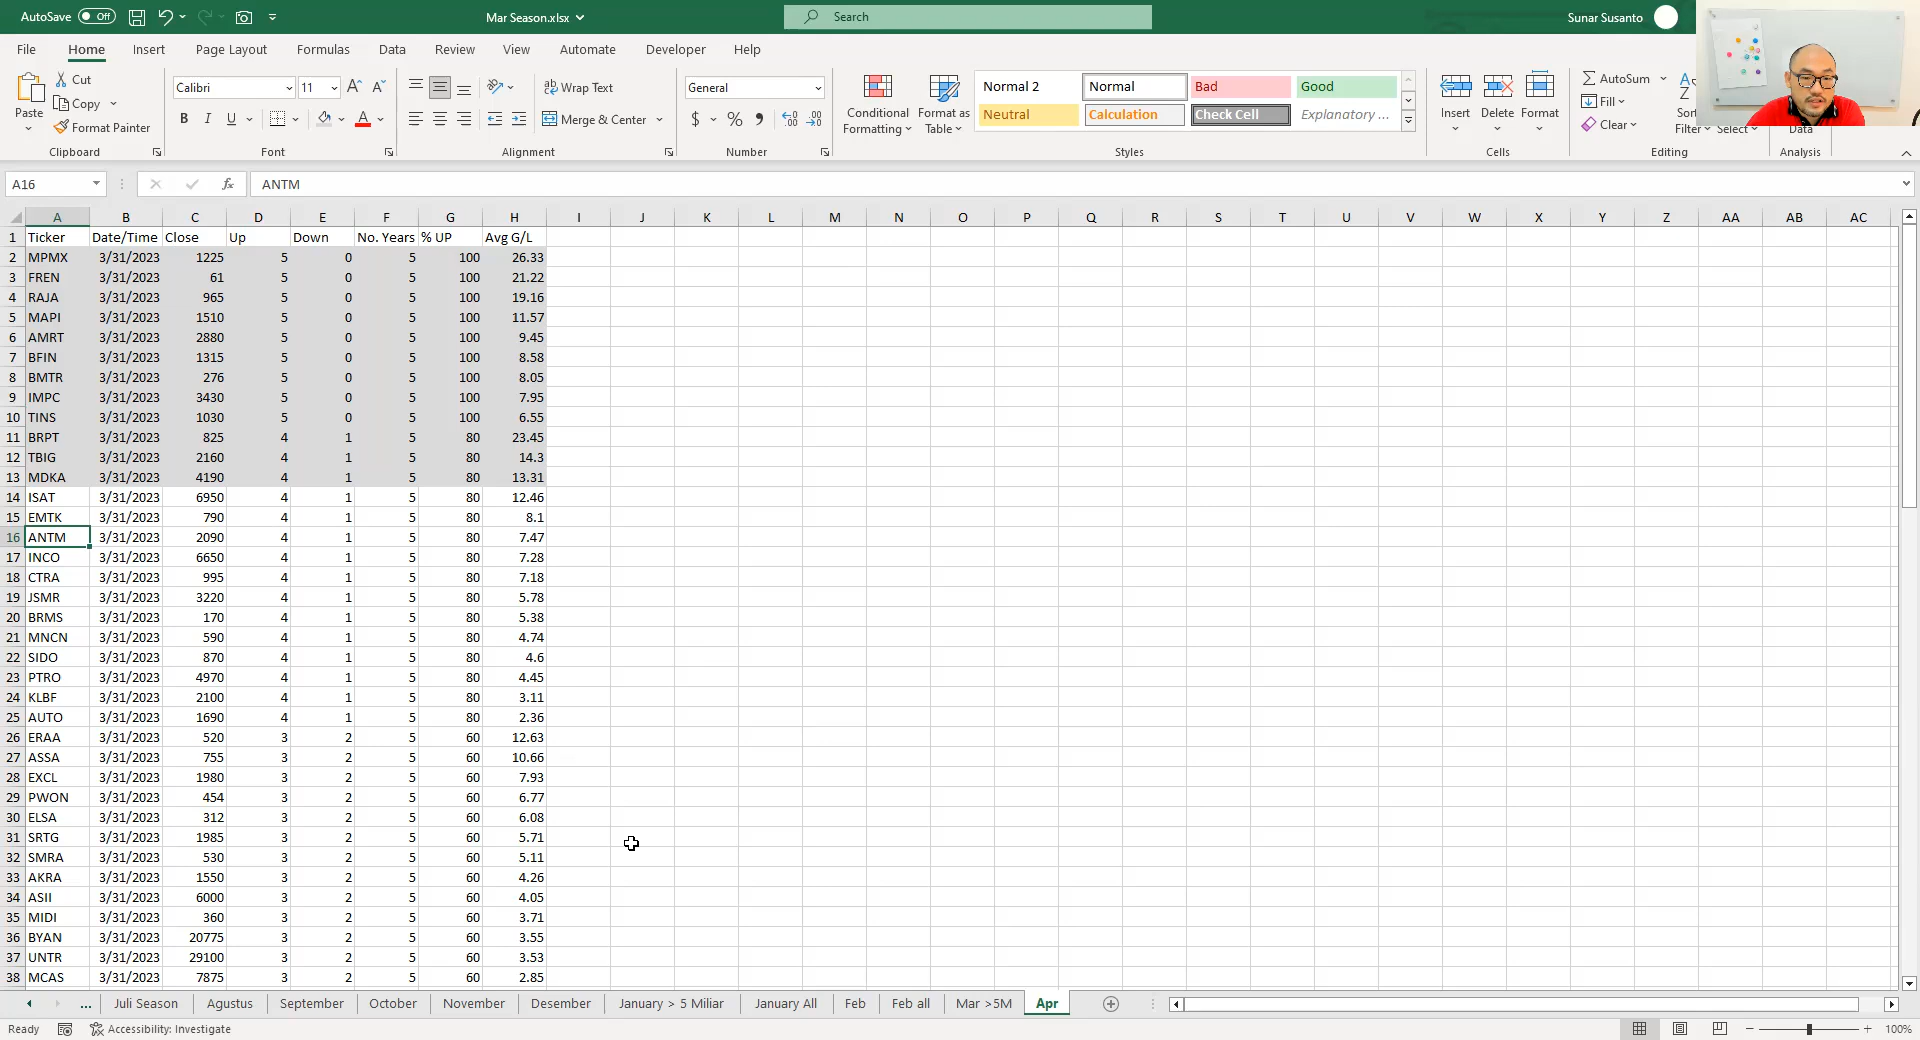 AutoSave Off Mar Season.xlsx Search Sunar Susanto
File Home Insert Page Layout Formulas Data Review View Automate Developer Help
Paste Cut Copy Format Painter Clipboard
Calibri 11 A A B I U A Font
Wrap Text Merge & Center Alignment
General $ % Number
Conditional Formatting Format as Table
Normal 2 Normal Bad Good
Neutral Calculation Check Cell Explanatory ...
Styles
Insert Delete Format Cells
AutoSum Fill Clear Filter Select Editing
Data Analysis
A16 fx ANTM
A B C D E F G H I J K L M N O P Q R S T U V W X Y Z AA AB AC
1 Ticker Date/Time Close Up Down No. Years % UP Avg G/L
2 MPMX 3/31/2023 1225 5 0 5 100 26.33
3 FREN 3/31/2023 61 5 0 5 100 21.22
4 RAJA 3/31/2023 965 5 0 5 100 19.16
5 MAPI 3/31/2023 1510 5 0 5 100 11.57
6 AMRT 3/31/2023 2880 5 0 5 100 9.45
7 BFIN 3/31/2023 1315 5 0 5 100 8.58
8 BMTR 3/31/2023 276 5 0 5 100 8.05
9 IMPC 3/31/2023 3430 5 0 5 100 7.95
10 TINS 3/31/2023 1030 5 0 5 100 6.55
11 BRPT 3/31/2023 825 4 1 5 80 23.45
12 TBIG 3/31/2023 2160 4 1 5 80 14.3
13 MDKA 3/31/2023 4190 4 1 5 80 13.31
14 ISAT 3/31/2023 6950 4 1 5 80 12.46
15 EMTK 3/31/2023 790 4 1 5 80 8.1
16 ANTM 3/31/2023 2090 4 1 5 80 7.47
17 INCO 3/31/2023 6650 4 1 5 80 7.28
18 CTRA 3/31/2023 995 4 1 5 80 7.18
19 JSMR 3/31/2023 3220 4 1 5 80 5.78
20 BRMS 3/31/2023 170 4 1 5 80 5.38
21 MNCN 3/31/2023 590 4 1 5 80 4.74
22 SIDO 3/31/2023 870 4 1 5 80 4.6
23 PTRO 3/31/2023 4970 4 1 5 80 4.45
24 KLBF 3/31/2023 2100 4 1 5 80 3.11
25 AUTO 3/31/2023 1690 4 1 5 80 2.36
26 ERAA 3/31/2023 520 3 2 5 60 12.63
27 ASSA 3/31/2023 755 3 2 5 60 10.66
28 EXCL 3/31/2023 1980 3 2 5 60 7.93
29 PWON 3/31/2023 454 3 2 5 60 6.77
30 ELSA 3/31/2023 312 3 2 5 60 6.08
31 SRTG 3/31/2023 1985 3 2 5 60 5.71
32 SMRA 3/31/2023 530 3 2 5 60 5.11
33 AKRA 3/31/2023 1550 3 2 5 60 4.26
34 ASII 3/31/2023 6000 3 2 5 60 4.05
35 MIDI 3/31/2023 360 3 2 5 60 3.71
36 BYAN 3/31/2023 20775 3 2 5 60 3.55
37 UNTR 3/31/2023 29100 3 2 5 60 3.53
38 MCAS 3/31/2023 7875 3 2 5 60 2.85
... Juli Season Agustus September October November Desember January > 5 Miliar January All Feb Feb all Mar >5M Apr
Ready Accessibility: Investigate 100%